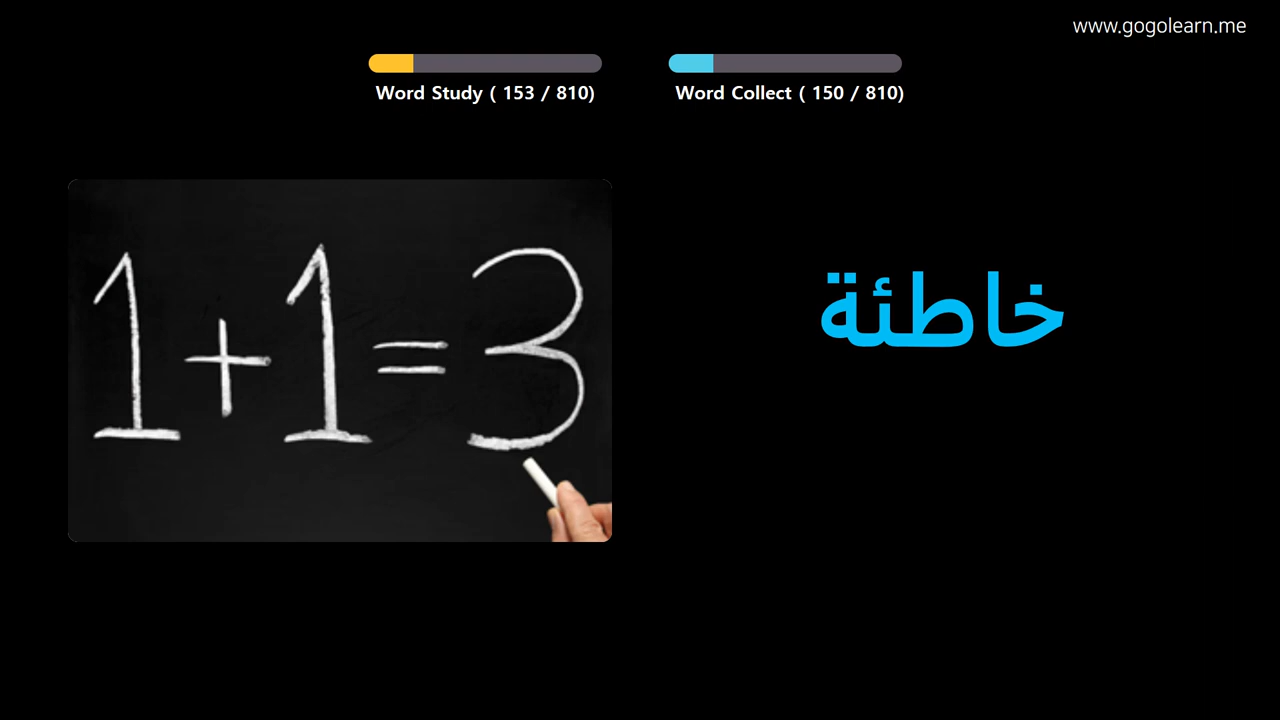 www.gogolearn.me
Word Study ( 153 / 810)
Word Collect ( 150 / 810)
1+1=3
خاطئة